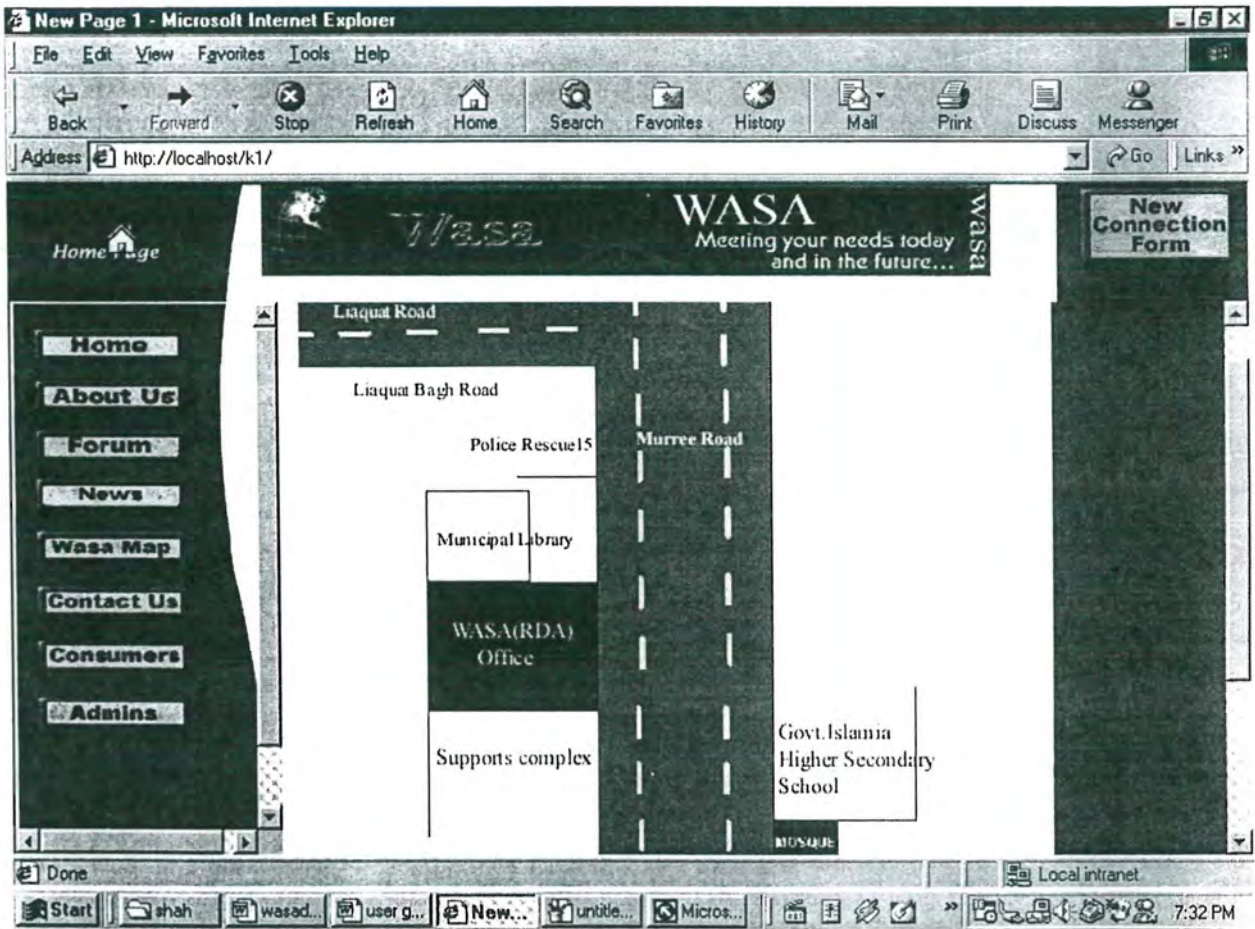 New Page 1 - Microsoft Internet Explorer
File Edit View Favorites Tools Help
Back Forward Stop Refresh Home Search Favorites History Mail Print Discuss Messenger
Address http://localhost/k1/ Go Links »
Home Page
Wasa
WASA
Meeting your needs today
and in the future...
wasa
New
Connection
Form
Home
About Us
Forum
News
Wasa Map
Contact Us
Consumers
Admins
Liaquat Road
Liaquat Bagh Road
Police Rescue15
Murree Road
Municipal Library
WASA(RDA)
Office
Supports complex
Govt.Islamia
Higher Secondary
School
MOSQUE
Done Local intranet
Start shah wasad... user g... New... untitle... Micros... » 7:32 PM